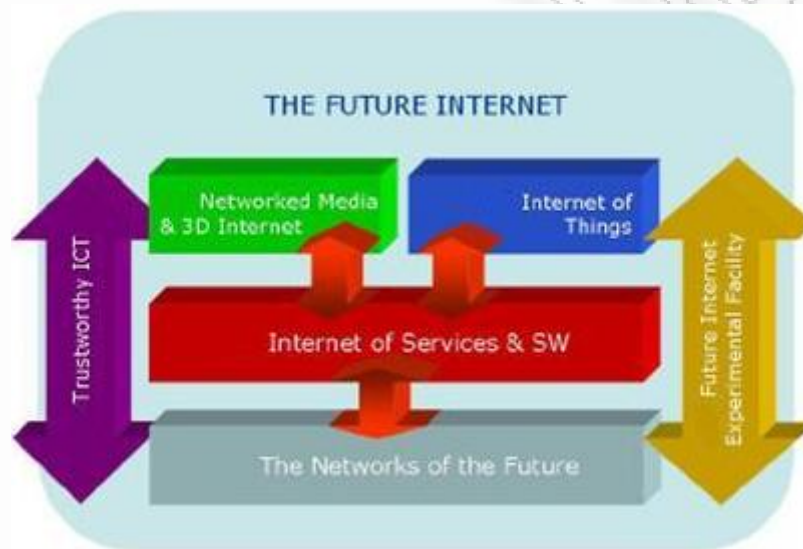 THE FUTURE INTERNET
Networked Media
& 3D Internet
Internet of
Things
Trustworthy ICT
Internet of Services & SW
Future Internet
Experimental Facility
The Networks of the Future